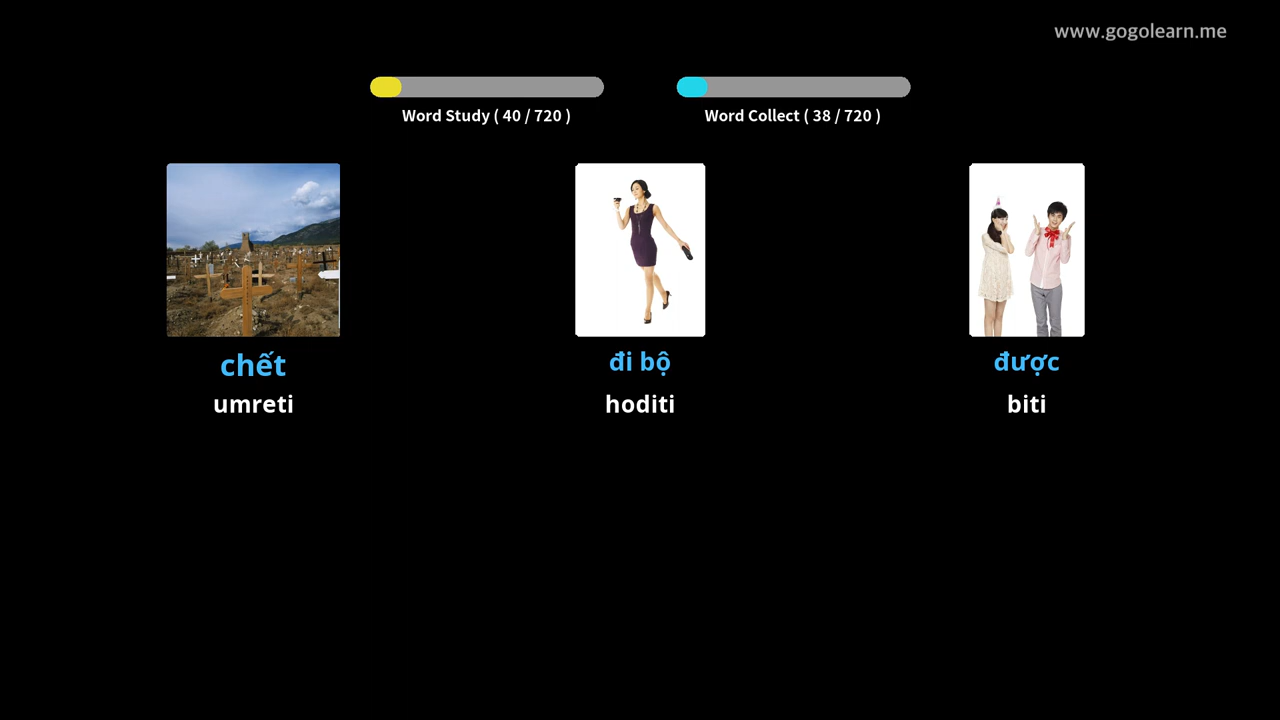 www.gogolearn.me
Word Study ( 40 / 720 )
Word Collect ( 38 / 720 )
chết
đi bộ
được
umreti
hoditi
biti